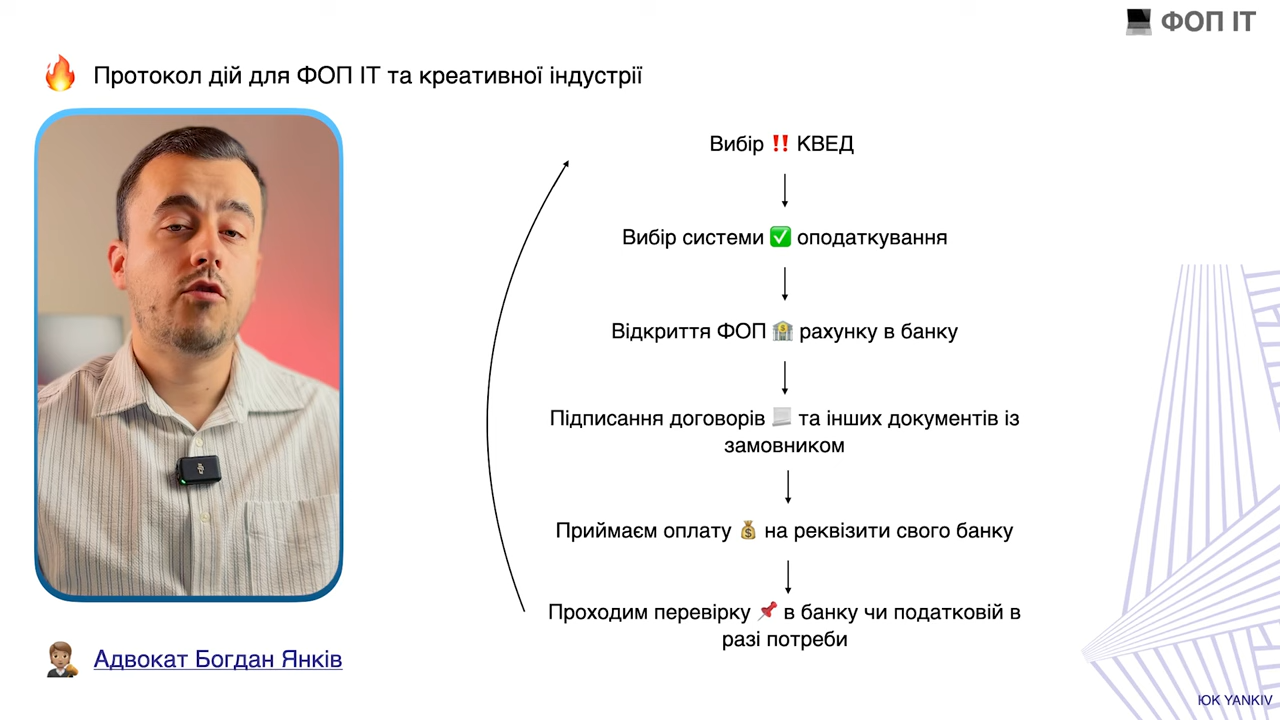 ФОП ІТ
Протокол дій для ФОП ІТ та креативної індустрії
Вибір ‼️ КВЕД
Вибір системи ✅ оподаткування
Відкриття ФОП 🏦 рахунку в банку
Підписання договорів 📃 та інших документів із
замовником
Приймаєм оплату 💰 на реквізити свого банку
Проходим перевірку 📌 в банку чи податковій в
разі потреби
Адвокат Богдан Янків
ЮК YANKIV